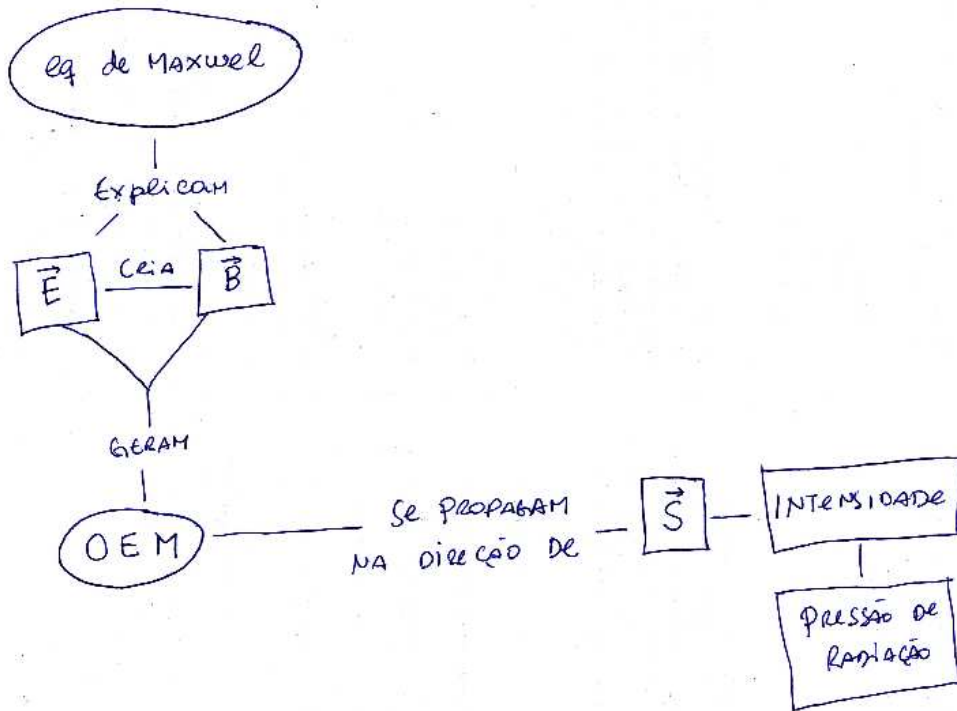 eq de MAXWEL
Explicam
E⃗
CRIA
B⃗
GERAM
OEM
Se PROPAGAM
NA DIREÇÃO DE
S⃗
INTENSIDADE
PRESSÃO DE
RADIAÇÃO